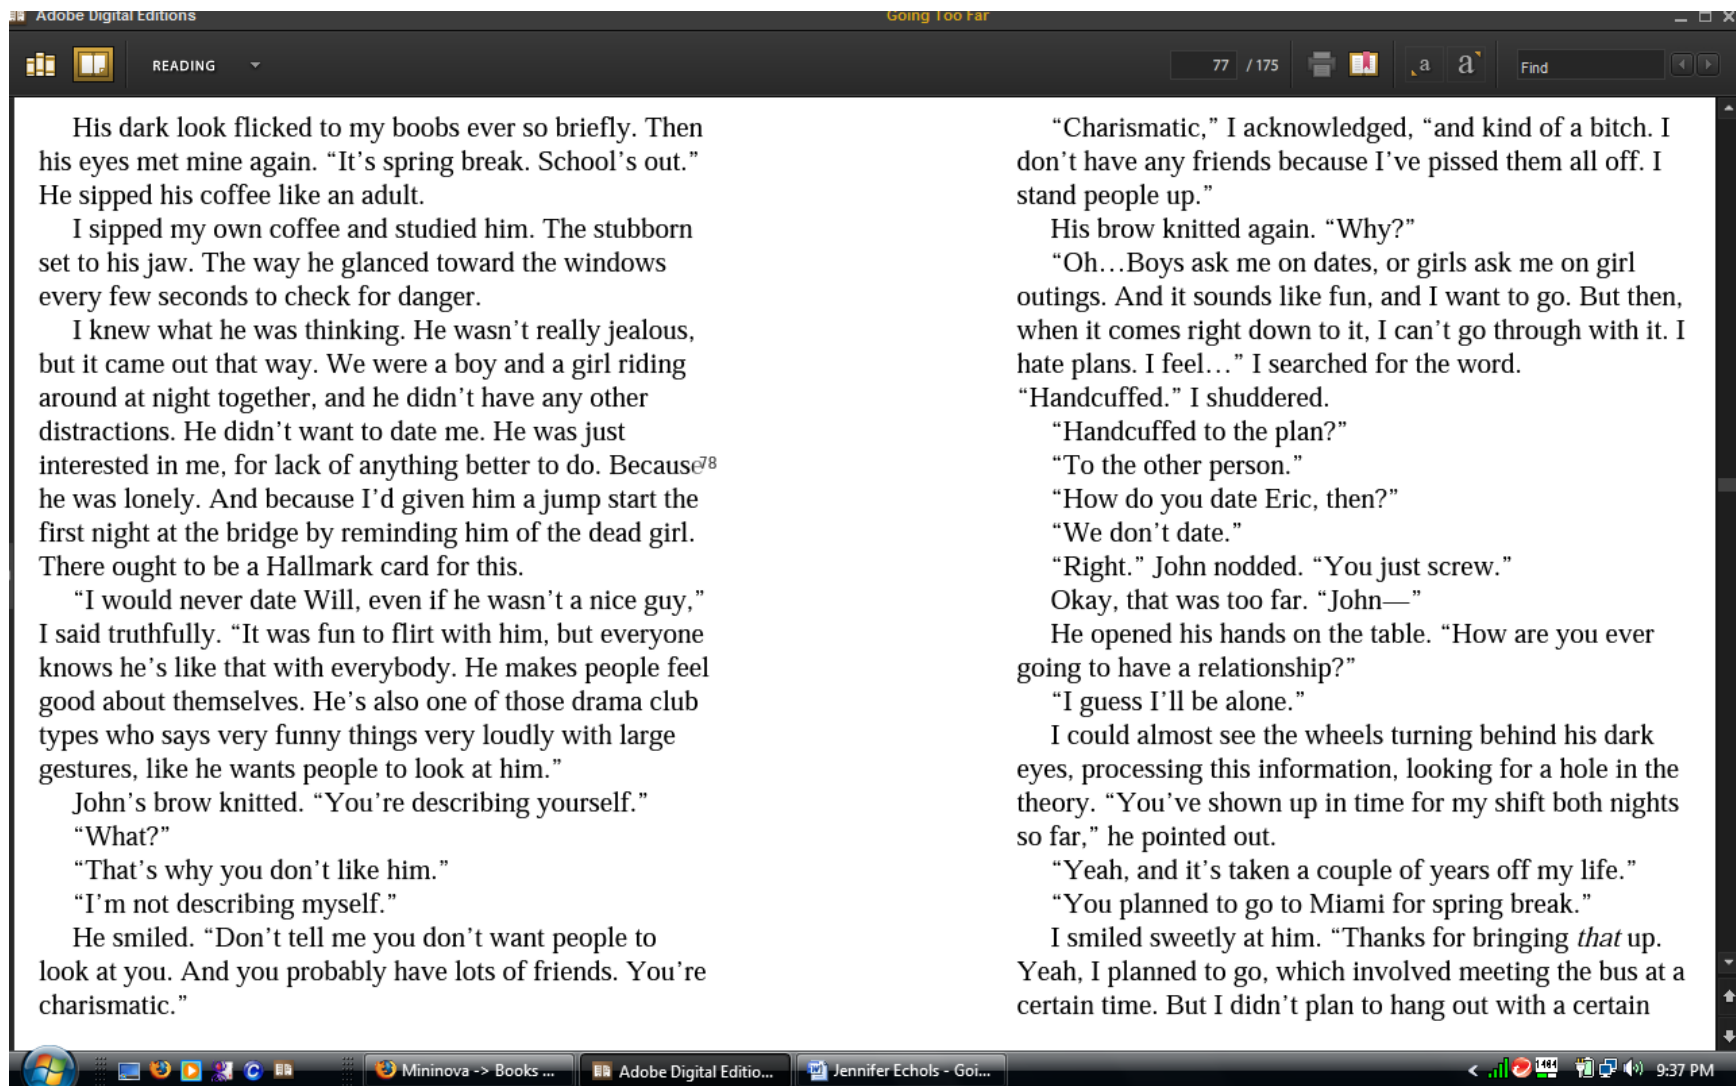 Adobe Digital Editions
Going Too Far
READING
77 / 175
a
a
Find
His dark look flicked to my boobs ever so briefly. Then
his eyes met mine again. “It’s spring break. School’s out.”
He sipped his coffee like an adult.
I sipped my own coffee and studied him. The stubborn
set to his jaw. The way he glanced toward the windows
every few seconds to check for danger.
I knew what he was thinking. He wasn’t really jealous,
but it came out that way. We were a boy and a girl riding
around at night together, and he didn’t have any other
distractions. He didn’t want to date me. He was just
interested in me, for lack of anything better to do. Because 78
he was lonely. And because I’d given him a jump start the
first night at the bridge by reminding him of the dead girl.
There ought to be a Hallmark card for this.
“I would never date Will, even if he wasn’t a nice guy,”
I said truthfully. “It was fun to flirt with him, but everyone
knows he’s like that with everybody. He makes people feel
good about themselves. He’s also one of those drama club
types who says very funny things very loudly with large
gestures, like he wants people to look at him.”
John’s brow knitted. “You’re describing yourself.”
“What?”
“That’s why you don’t like him.”
“I’m not describing myself.”
He smiled. “Don’t tell me you don’t want people to
look at you. And you probably have lots of friends. You’re
charismatic.”
“Charismatic,” I acknowledged, “and kind of a bitch. I
don’t have any friends because I’ve pissed them all off. I
stand people up.”
His brow knitted again. “Why?”
“Oh…Boys ask me on dates, or girls ask me on girl
outings. And it sounds like fun, and I want to go. But then,
when it comes right down to it, I can’t go through with it. I
hate plans. I feel…” I searched for the word.
“Handcuffed.” I shuddered.
“Handcuffed to the plan?”
“To the other person.”
“How do you date Eric, then?”
“We don’t date.”
“Right.” John nodded. “You just screw.”
Okay, that was too far. “John—”
He opened his hands on the table. “How are you ever
going to have a relationship?”
“I guess I’ll be alone.”
I could almost see the wheels turning behind his dark
eyes, processing this information, looking for a hole in the
theory. “You’ve shown up in time for my shift both nights
so far,” he pointed out.
“Yeah, and it’s taken a couple of years off my life.”
“You planned to go to Miami for spring break.”
I smiled sweetly at him. “Thanks for bringing that up.
Yeah, I planned to go, which involved meeting the bus at a
certain time. But I didn’t plan to hang out with a certain
Mininova -> Books ...
Adobe Digital Editio...
Jennifer Echols - Goi...
9:37 PM